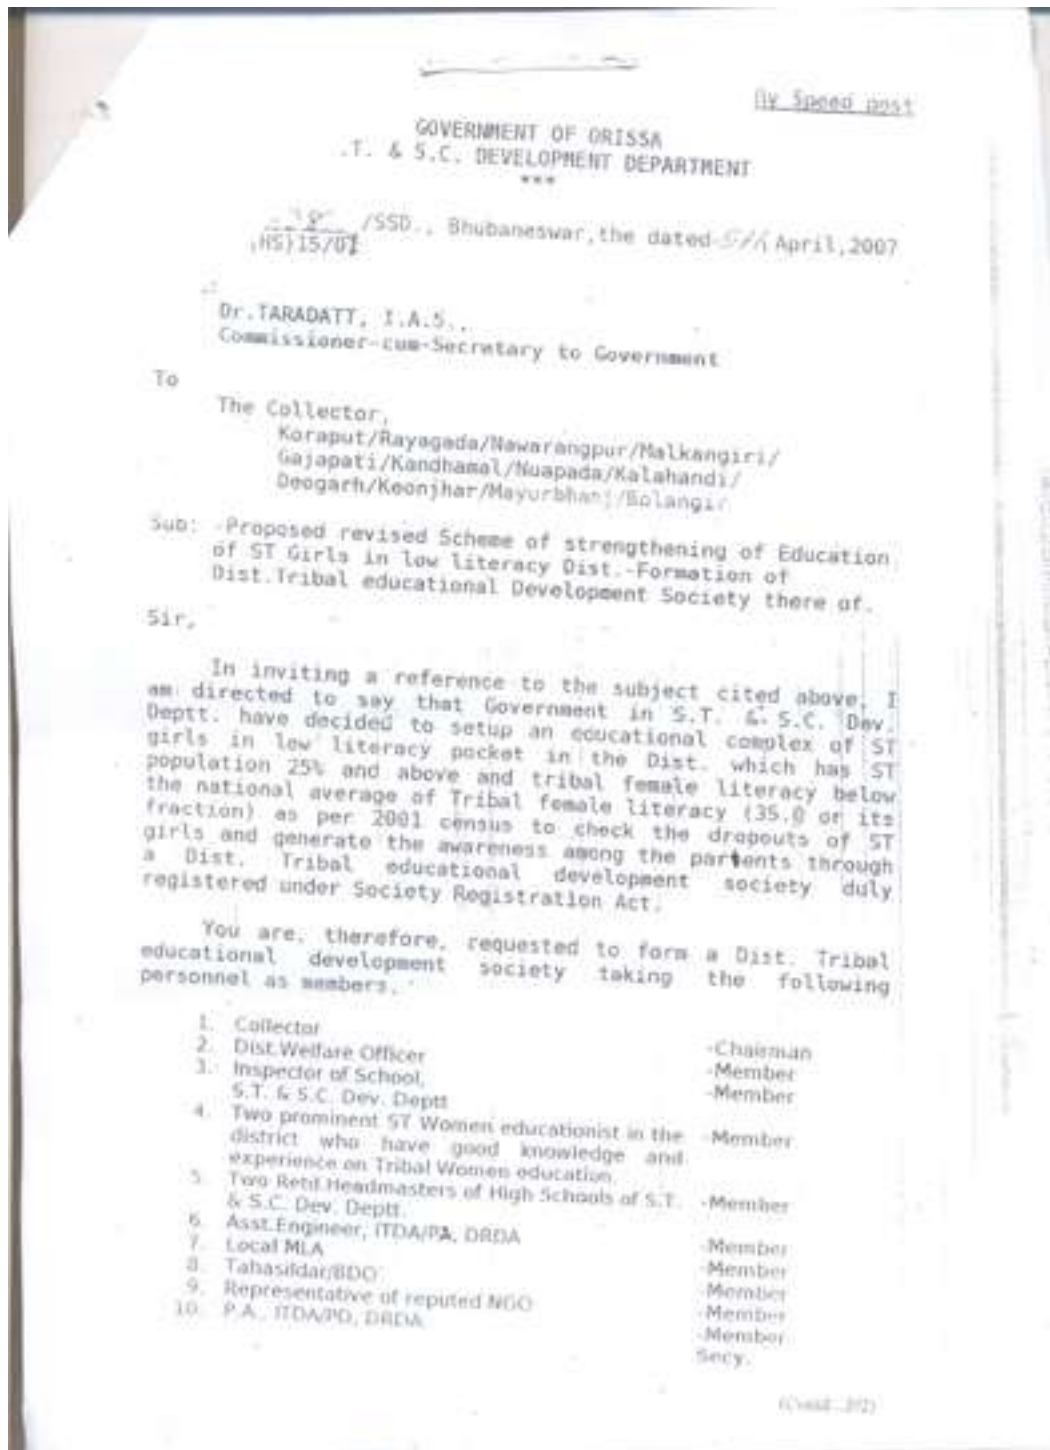 By Speed post
GOVERNMENT OF ORISSA
.T. & S.C. DEVELOPMENT DEPARTMENT
***
/SSD., Bhubaneswar,the dated 5th April,2007
HS)15/07
Dr.TARADATT, I.A.S.,
Commissioner-cum-Secretary to Government
To
The Collector,
Koraput/Rayagada/Nawarangpur/Malkangiri/
Gajapati/Kandhamal/Nuapada/Kalahandi/
Deogarh/Keonjhar/Mayurbhanj/Bolangir
Sub: -Proposed revised Scheme of strengthening of Education
of ST Girls in low literacy Dist.-Formation of
Dist.Tribal educational Development Society there of.
Sir,
In inviting a reference to the subject cited above, I
am directed to say that Government in S.T. & S.C. Dev.
Deptt. have decided to setup an educational complex of ST
girls in low literacy pocket in the Dist. which has ST
population 25% and above and tribal female literacy below
the national average of Tribal female literacy (35.0 or its
fraction) as per 2001 census to check the dropouts of ST
girls and generate the awareness among the partents through
a Dist. Tribal educational development society duly
registered under Society Registration Act.
You are, therefore, requested to form a Dist. Tribal
educational development society taking the following
personnel as members.
1. Collector -Chairman
2. Dist.Welfare Officer -Member
3. Inspector of School, -Member
S.T. & S.C. Dev. Deptt
4. Two prominent ST Women educationist in the -Member
district who have good knowledge and
experience on Tribal Women education.
5. Two Retd.Headmasters of High Schools of S.T. -Member
& S.C. Dev. Deptt.
6. Asst.Engineer, ITDA/PA, DRDA -Member
7. Local MLA -Member
8. Tahasildar/BDO -Member
9. Representative of reputed NGO -Member
10. P.A., ITDA/PD, DRDA -Member
Secy.